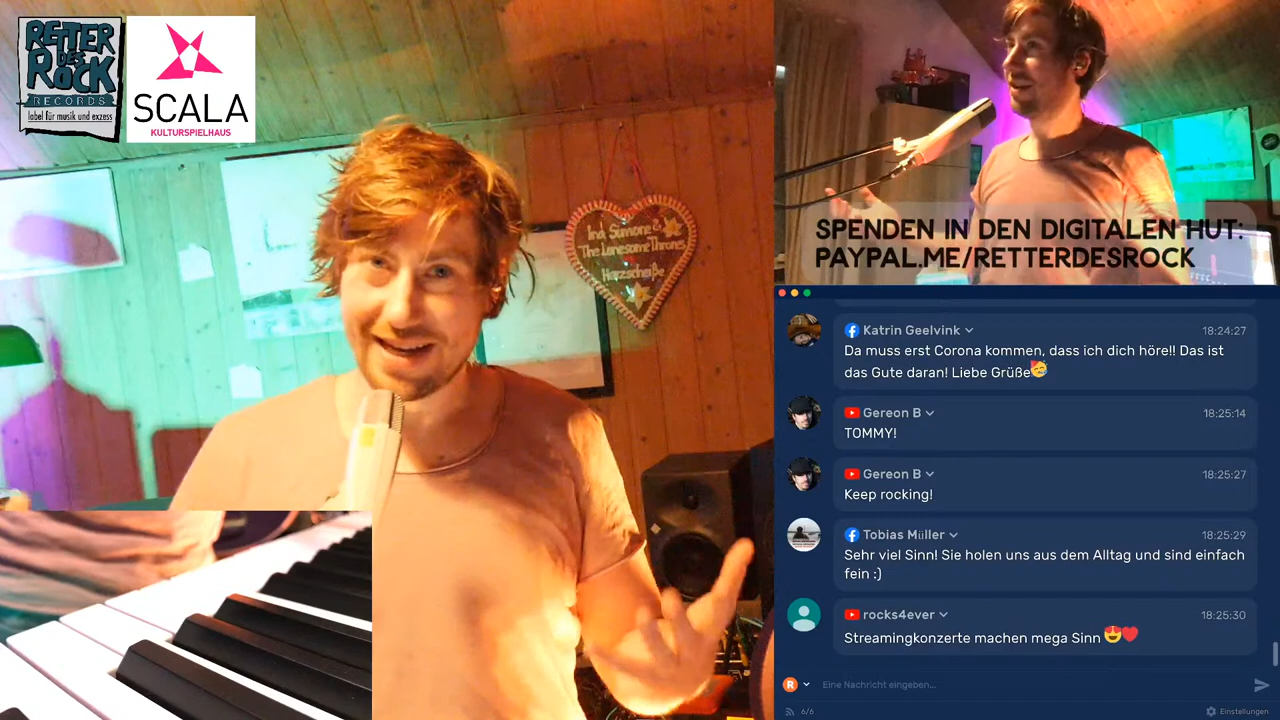 RETTER
DES
ROCK
RECORDS
label für musik und exzess
SCALA
KULTURSPIELHAUS
Ina Simone &
The Lonesome Thrones
Harzscheiße
SPENDEN IN DEN DIGITALEN HUT:
PAYPAL.ME/RETTERDESROCK
Katrin Geelvink 18:24:27
Da muss erst Corona kommen, dass ich dich höre!! Das ist
das Gute daran! Liebe Grüße🥳
Gereon B 18:25:14
TOMMY!
Gereon B 18:25:27
Keep rocking!
Tobias Müller 18:25:29
Sehr viel Sinn! Sie holen uns aus dem Alltag und sind einfach
fein :)
rocks4ever 18:25:30
Streamingkonzerte machen mega Sinn 😍❤️
R
Eine Nachricht eingeben...
6/6 Einstellungen